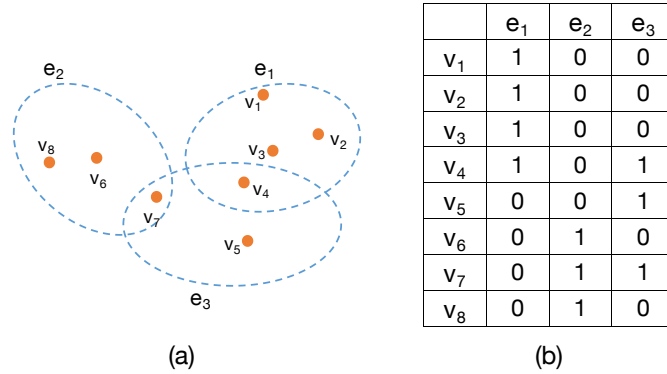 e₂
e₁
v₁
v₂
v₃
v₈
v₆
v₄
v₇
v₅
e₃
(a)
e₁ e₂ e₃
v₁ 1 0 0
v₂ 1 0 0
v₃ 1 0 0
v₄ 1 0 1
v₅ 0 0 1
v₆ 0 1 0
v₇ 0 1 1
v₈ 0 1 0
(b)